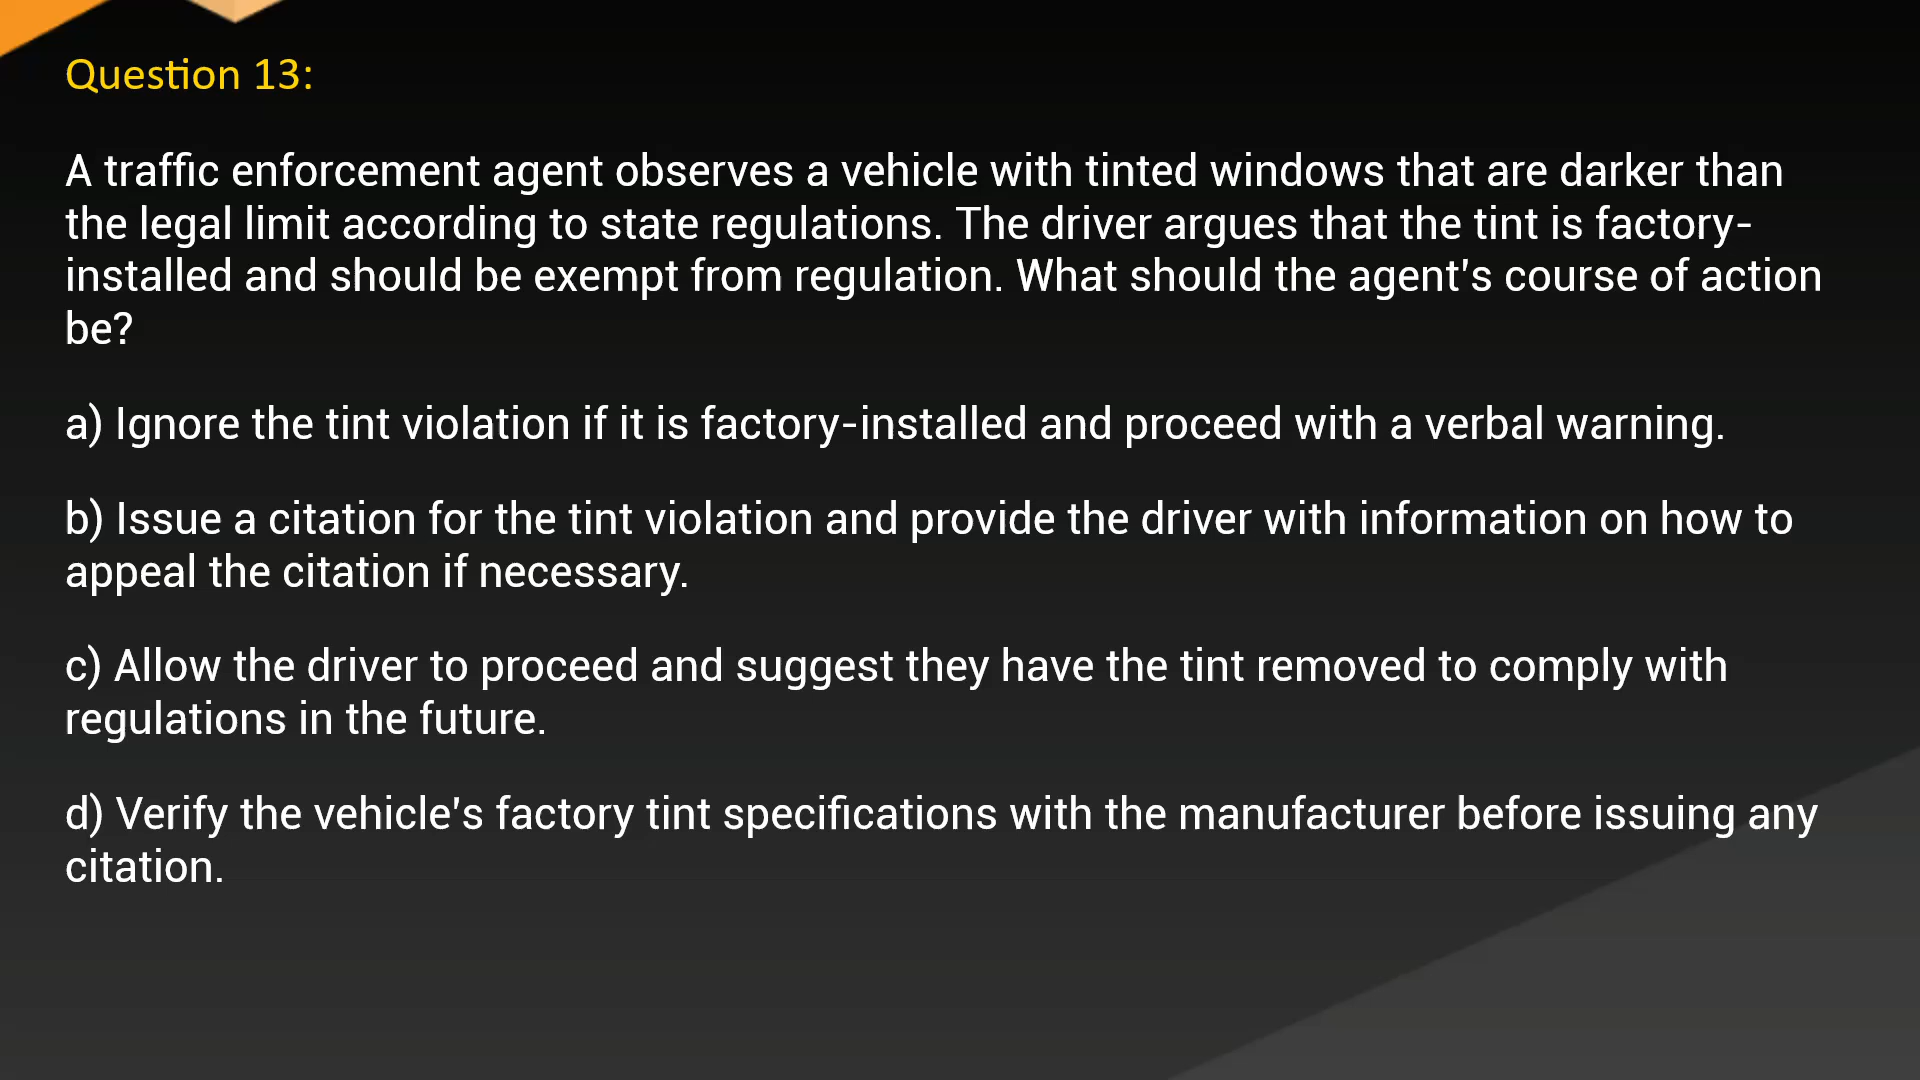 Question 13:
A traffic enforcement agent observes a vehicle with tinted windows that are darker than
the legal limit according to state regulations. The driver argues that the tint is factory-
installed and should be exempt from regulation. What should the agent's course of action
be?
a) Ignore the tint violation if it is factory-installed and proceed with a verbal warning.
b) Issue a citation for the tint violation and provide the driver with information on how to
appeal the citation if necessary.
c) Allow the driver to proceed and suggest they have the tint removed to comply with
regulations in the future.
d) Verify the vehicle's factory tint specifications with the manufacturer before issuing any
citation.